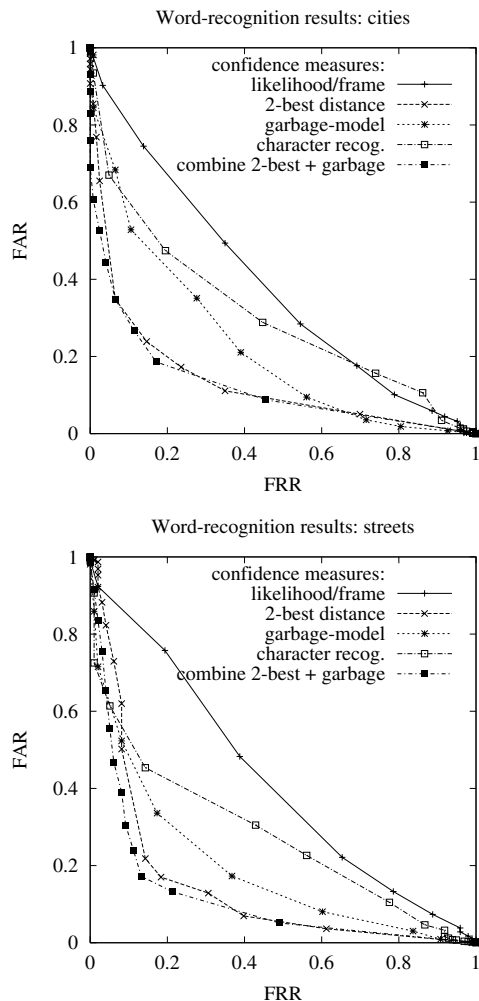 Word-recognition results: cities
confidence measures:
likelihood/frame
2-best distance
garbage-model
character recog.
combine 2-best + garbage
FAR
1
0.8
0.6
0.4
0.2
0
0 0.2 0.4 0.6 0.8 1
FRR
Word-recognition results: streets
confidence measures:
likelihood/frame
2-best distance
garbage-model
character recog.
combine 2-best + garbage
FAR
1
0.8
0.6
0.4
0.2
0
0 0.2 0.4 0.6 0.8 1
FRR